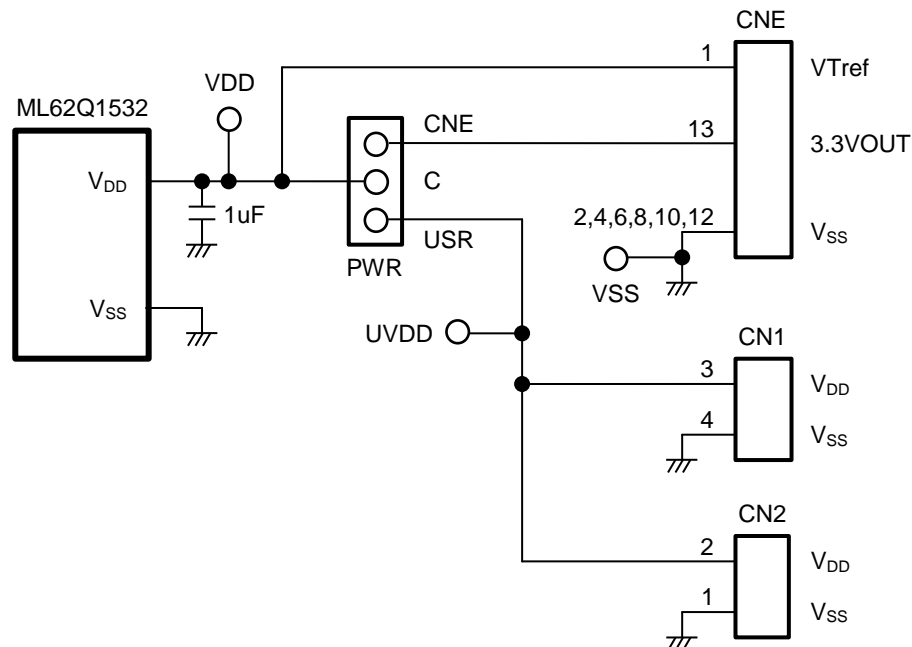 CNE
1
VTref
VDD
ML62Q1532
CNE
13
3.3VOUT
VDD
C
1uF
2,4,6,8,10,12
USR
VSS
PWR
VSS
VSS
UVDD
CN1
3
VDD
4
VSS
CN2
2
VDD
1
VSS